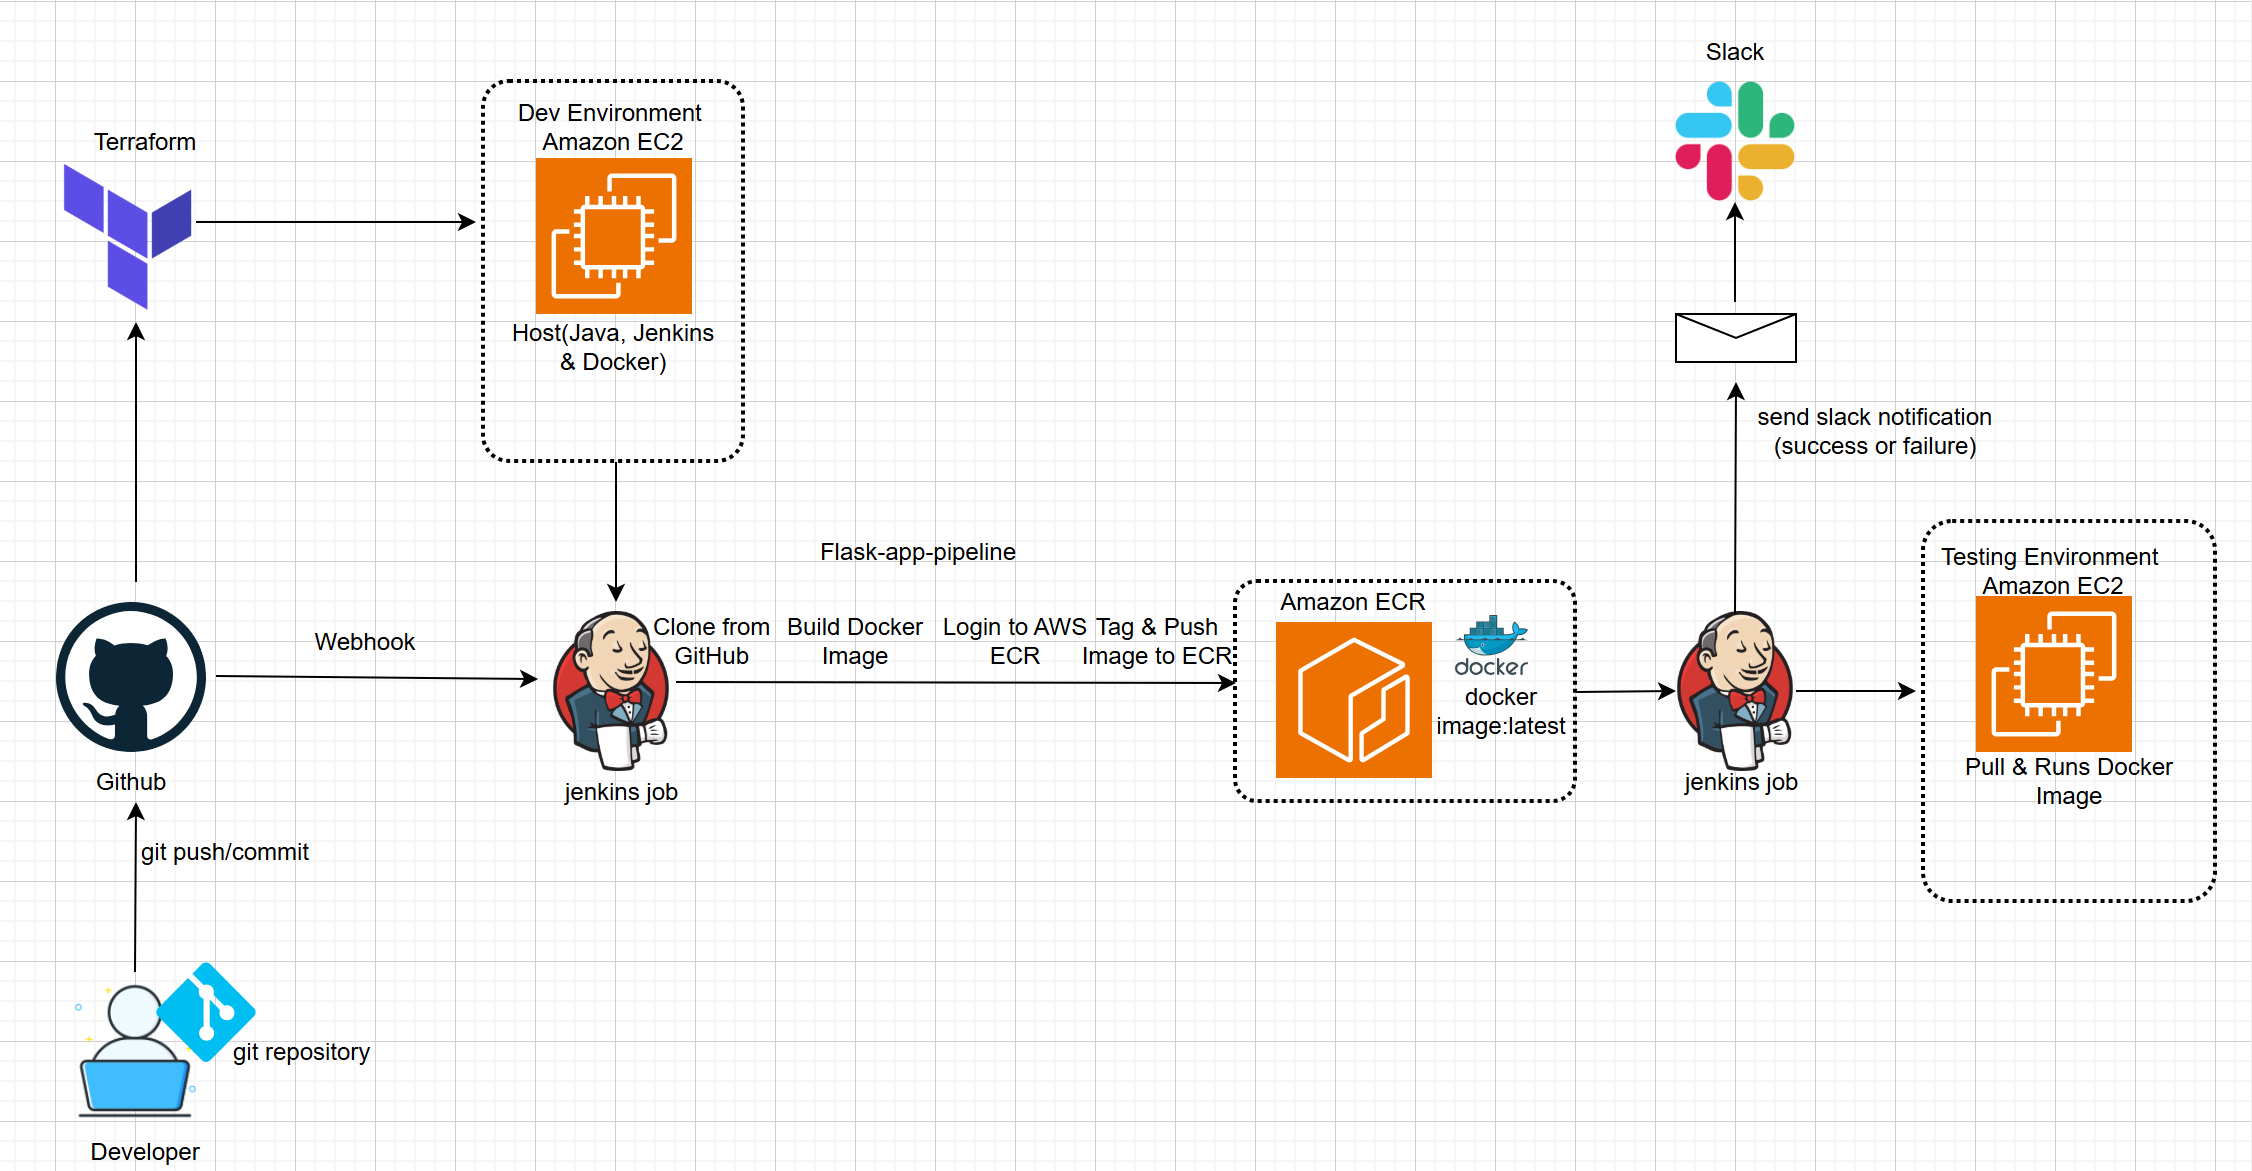 Slack
Terraform
Dev Environment
Amazon EC2
Host(Java, Jenkins
& Docker)
send slack notification
(success or failure)
Flask-app-pipeline
Webhook
Clone from
GitHub
Build Docker
Image
Login to AWS
ECR
Tag & Push
Image to ECR
Amazon ECR
docker
docker
image:latest
Testing Environment
Amazon EC2
Pull & Runs Docker
Image
Github
jenkins job
jenkins job
git push/commit
git repository
Developer